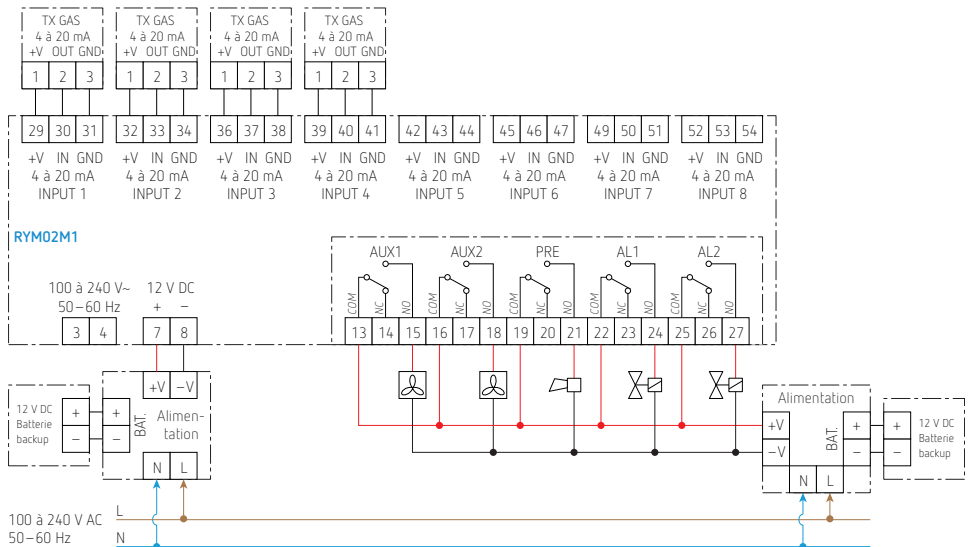 TX GAS TX GAS TX GAS TX GAS
4 à 20 mA 4 à 20 mA 4 à 20 mA 4 à 20 mA
+V OUT GND +V OUT GND +V OUT GND +V OUT GND
1 2 3 1 2 3 1 2 3 1 2 3
29 30 31 32 33 34 36 37 38 39 40 41 42 43 44 45 46 47 49 50 51 52 53 54
+V IN GND +V IN GND +V IN GND +V IN GND +V IN GND +V IN GND +V IN GND +V IN GND
4 à 20 mA 4 à 20 mA 4 à 20 mA 4 à 20 mA 4 à 20 mA 4 à 20 mA 4 à 20 mA 4 à 20 mA
INPUT 1 INPUT 2 INPUT 3 INPUT 4 INPUT 5 INPUT 6 INPUT 7 INPUT 8
RYM02M1
AUX1 AUX2 PRE AL1 AL2
100 à 240 V~ 12 V DC
50–60 Hz + –
COM NC NO COM NC NO COM NC NO COM NC NO COM NC NO
3 4 7 8 13 14 15 16 17 18 19 20 21 22 23 24 25 26 27
+V –V
12 V DC
Batterie
backup
+ +
– –
BAT.
Alimen-
tation
N L
Alimentation
+V
–V
BAT.
+ +
– –
12 V DC
Batterie
backup
N L
100 à 240 V AC L
50–60 Hz N